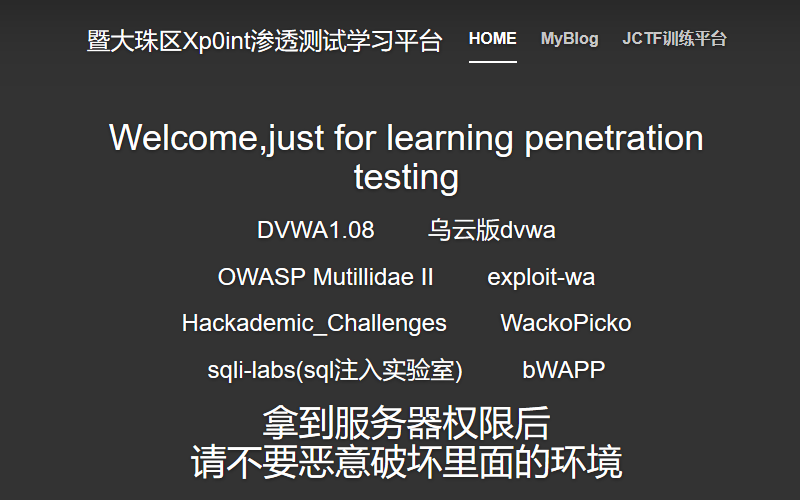 暨大珠区Xp0int渗透测试学习平台 HOME MyBlog JCTF训练平台
Welcome,just for learning penetration
testing
DVWA1.08 乌云版dvwa
OWASP Mutillidae II exploit-wa
Hackademic_Challenges WackoPicko
sqli-labs(sql注入实验室) bWAPP
拿到服务器权限后
请不要恶意破坏里面的环境